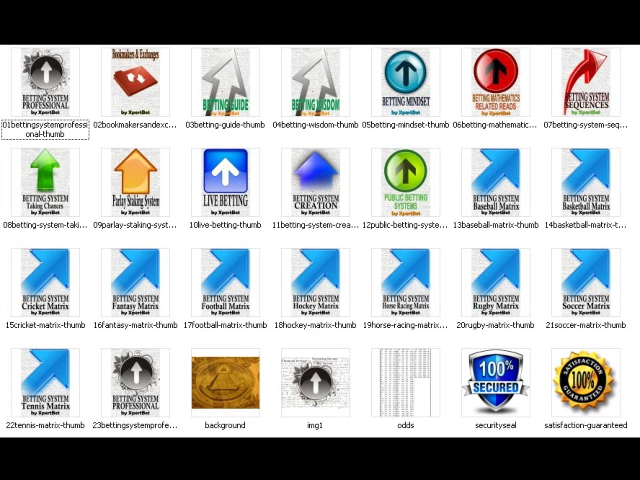 BETTING SYSTEM
PROFESSIONAL
by XpertBet
Bookmakers & Exchanges
by XpertBet
BETTING GUIDE
by XpertBet
BETTING WISDOM
by XpertBet
BETTING MINDSET
by XpertBet
BETTING MATHEMATICS
RELATED READS
by XpertBet
BETTING SYSTEM
SEQUENCES
by XpertBet
01bettingsystemprofessi
onal-thumb
02bookmakersandexc...
03betting-guide-thumb
04betting-wisdom-thumb
05betting-mindset-thumb
06betting-mathematic...
07betting-system-seq...
BETTING SYSTEM
Taking Chances
by XpertBet
Parlay Staking System
by XpertBet
LIVE BETTING
by XpertBet
BETTING SYSTEM
CREATION
by XpertBet
PUBLIC BETTING
SYSTEMS
by XpertBet
BETTING SYSTEM
Baseball Matrix
by XpertBet
BETTING SYSTEM
Basketball Matrix
by XpertBet
08betting-system-taki...
09parlay-staking-syst...
10live-betting-thumb
11betting-system-crea...
12public-betting-syste...
13baseball-matrix-thumb
14basketball-matrix-t...
BETTING SYSTEM
Cricket Matrix
by XpertBet
BETTING SYSTEM
Fantasy Matrix
by XpertBet
BETTING SYSTEM
Football Matrix
by XpertBet
BETTING SYSTEM
Hockey Matrix
by XpertBet
BETTING SYSTEM
Horse Racing Matrix
by XpertBet
BETTING SYSTEM
Rugby Matrix
by XpertBet
BETTING SYSTEM
Soccer Matrix
by XpertBet
15cricket-matrix-thumb
16fantasy-matrix-thumb
17football-matrix-thumb
18hockey-matrix-thumb
19horse-racing-matrix...
20rugby-matrix-thumb
21soccer-matrix-thumb
BETTING SYSTEM
Tennis Matrix
by XpertBet
BETTING SYSTEM
PROFESSIONAL
by XpertBet
100%
SECURED
SATISFACTION
100%
GUARANTEED
22tennis-matrix-thumb
23bettingsystemprofe...
background
img1
odds
securityseal
satisfaction-guaranteed